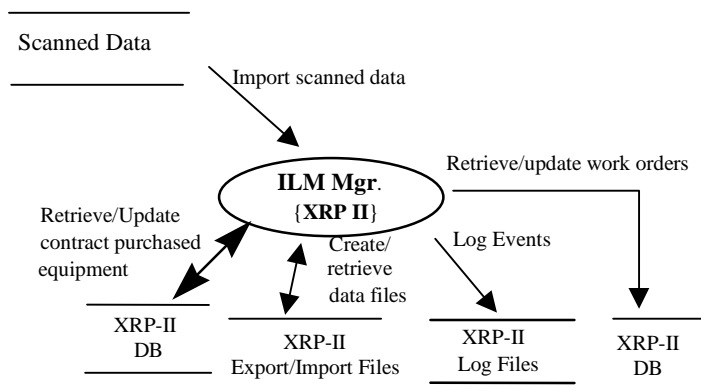 Scanned Data
Import scanned data
ILM Mgr.
{XRP II}
Retrieve/update work orders
Retrieve/Update
contract purchased
equipment
Create/
retrieve
data files
Log Events
XRP-II
DB
XRP-II
Export/Import Files
XRP-II
Log Files
XRP-II
DB